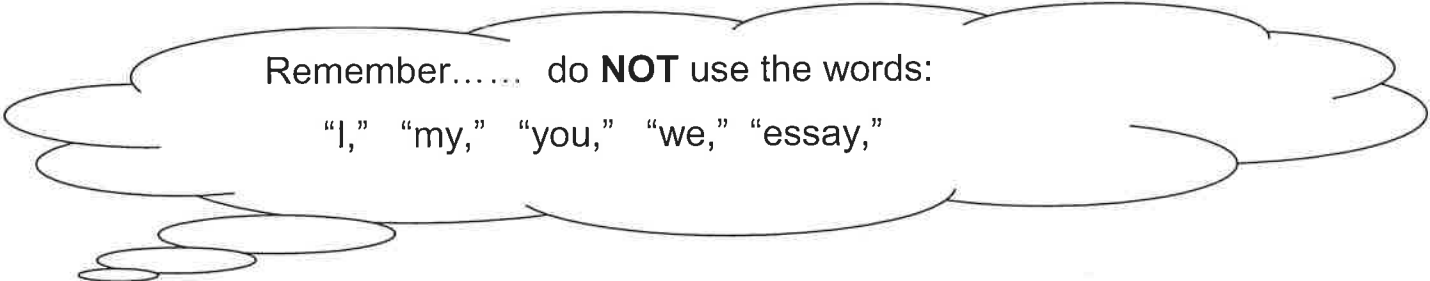 Remember…... do NOT use the words:
“I,” “my,” “you,” “we,” “essay,”